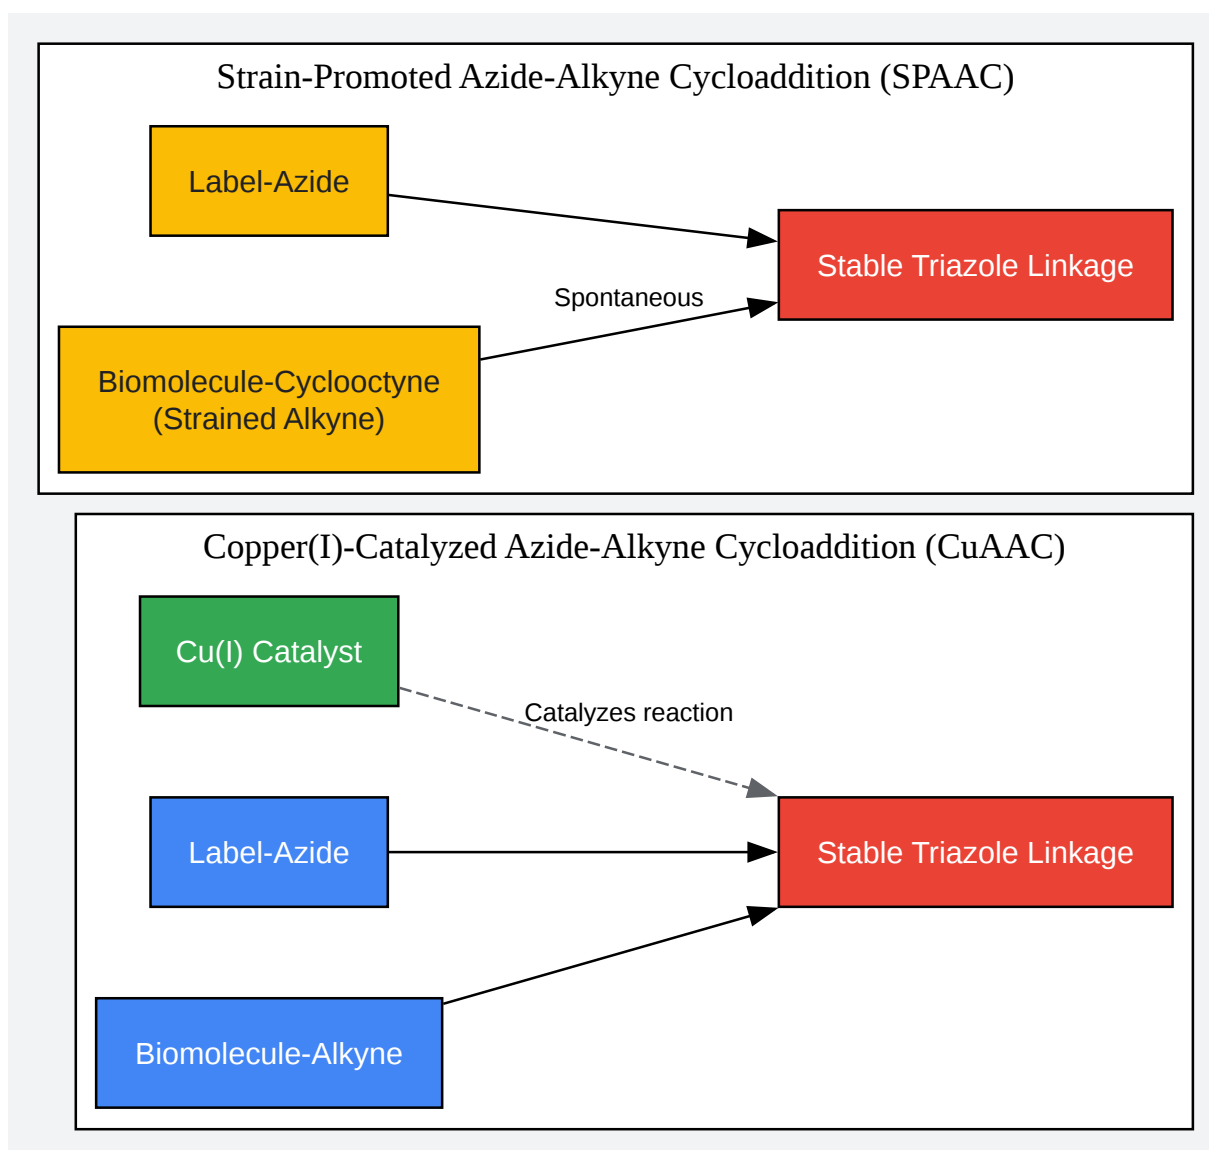 Strain-Promoted Azide-Alkyne Cycloaddition (SPAAC)
Label-Azide
Stable Triazole Linkage
Spontaneous
Biomolecule-Cyclooctyne
(Strained Alkyne)
Copper(I)-Catalyzed Azide-Alkyne Cycloaddition (CuAAC)
Cu(I) Catalyst
Catalyzes reaction
Label-Azide
Stable Triazole Linkage
Biomolecule-Alkyne